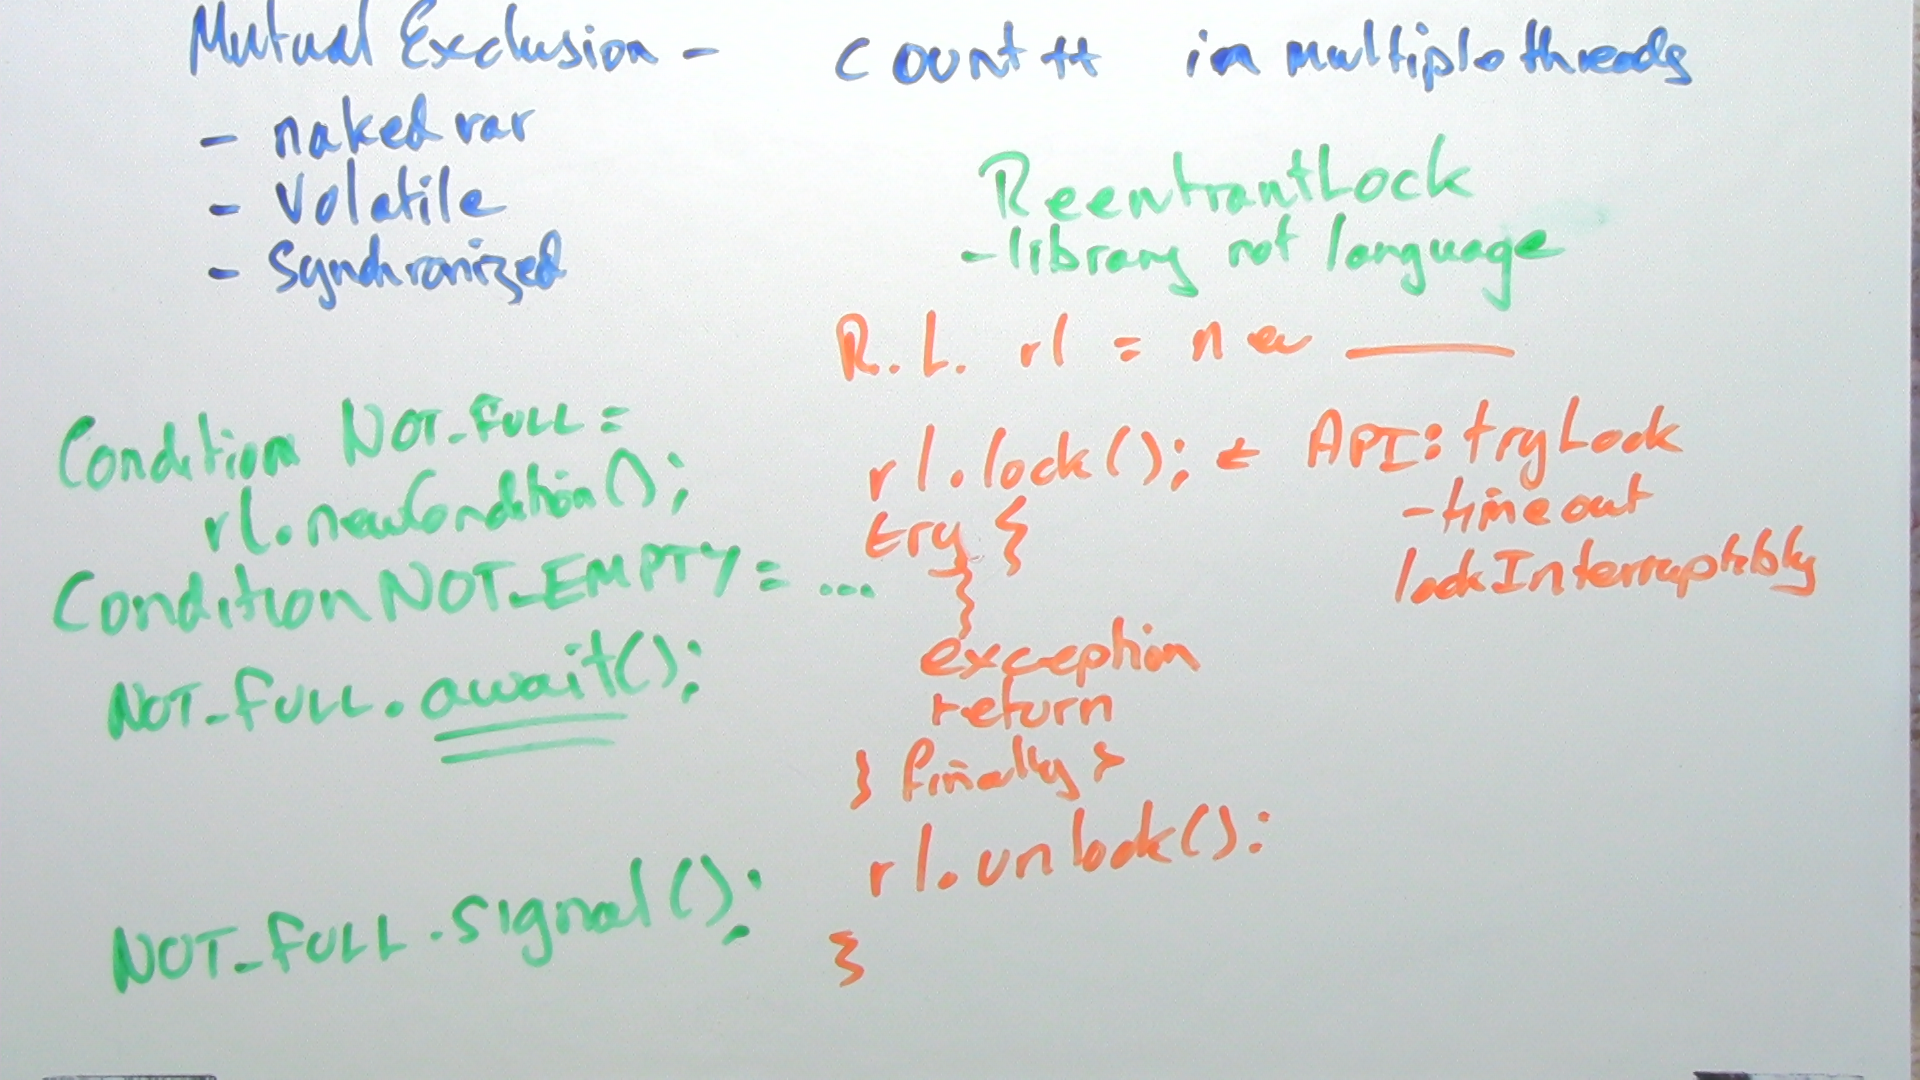 Mutual Exclusion - count++ in multiple threads
- naked var
- volatile
- synchronized
ReentrantLock
- library not language
R.L. rl = new ____
rl.lock(); ← API: tryLock
- timeout
lockInterruptibly
try {
}
exception
return
} finally {
rl.unlock();
}
Condition NOT_FULL =
rl.newCondition();
Condition NOT_EMPTY = ...
NOT_FULL.await();
NOT_FULL.signal();